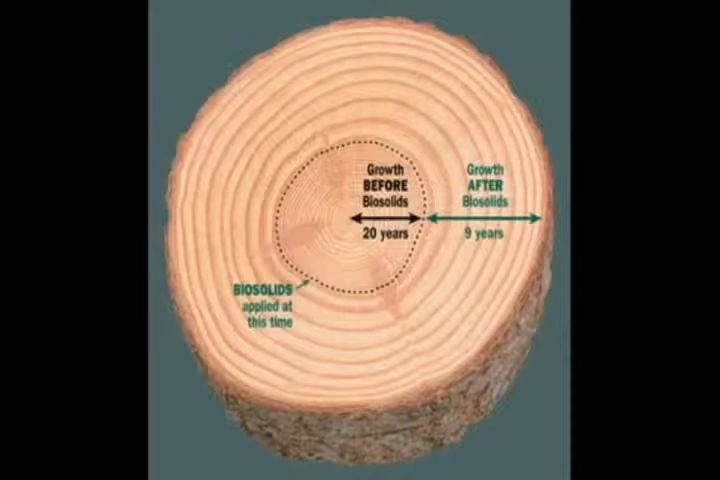 Growth
BEFORE
Biosolids
20 years
Growth
AFTER
Biosolids
9 years
BIOSOLIDS
applied at
this time